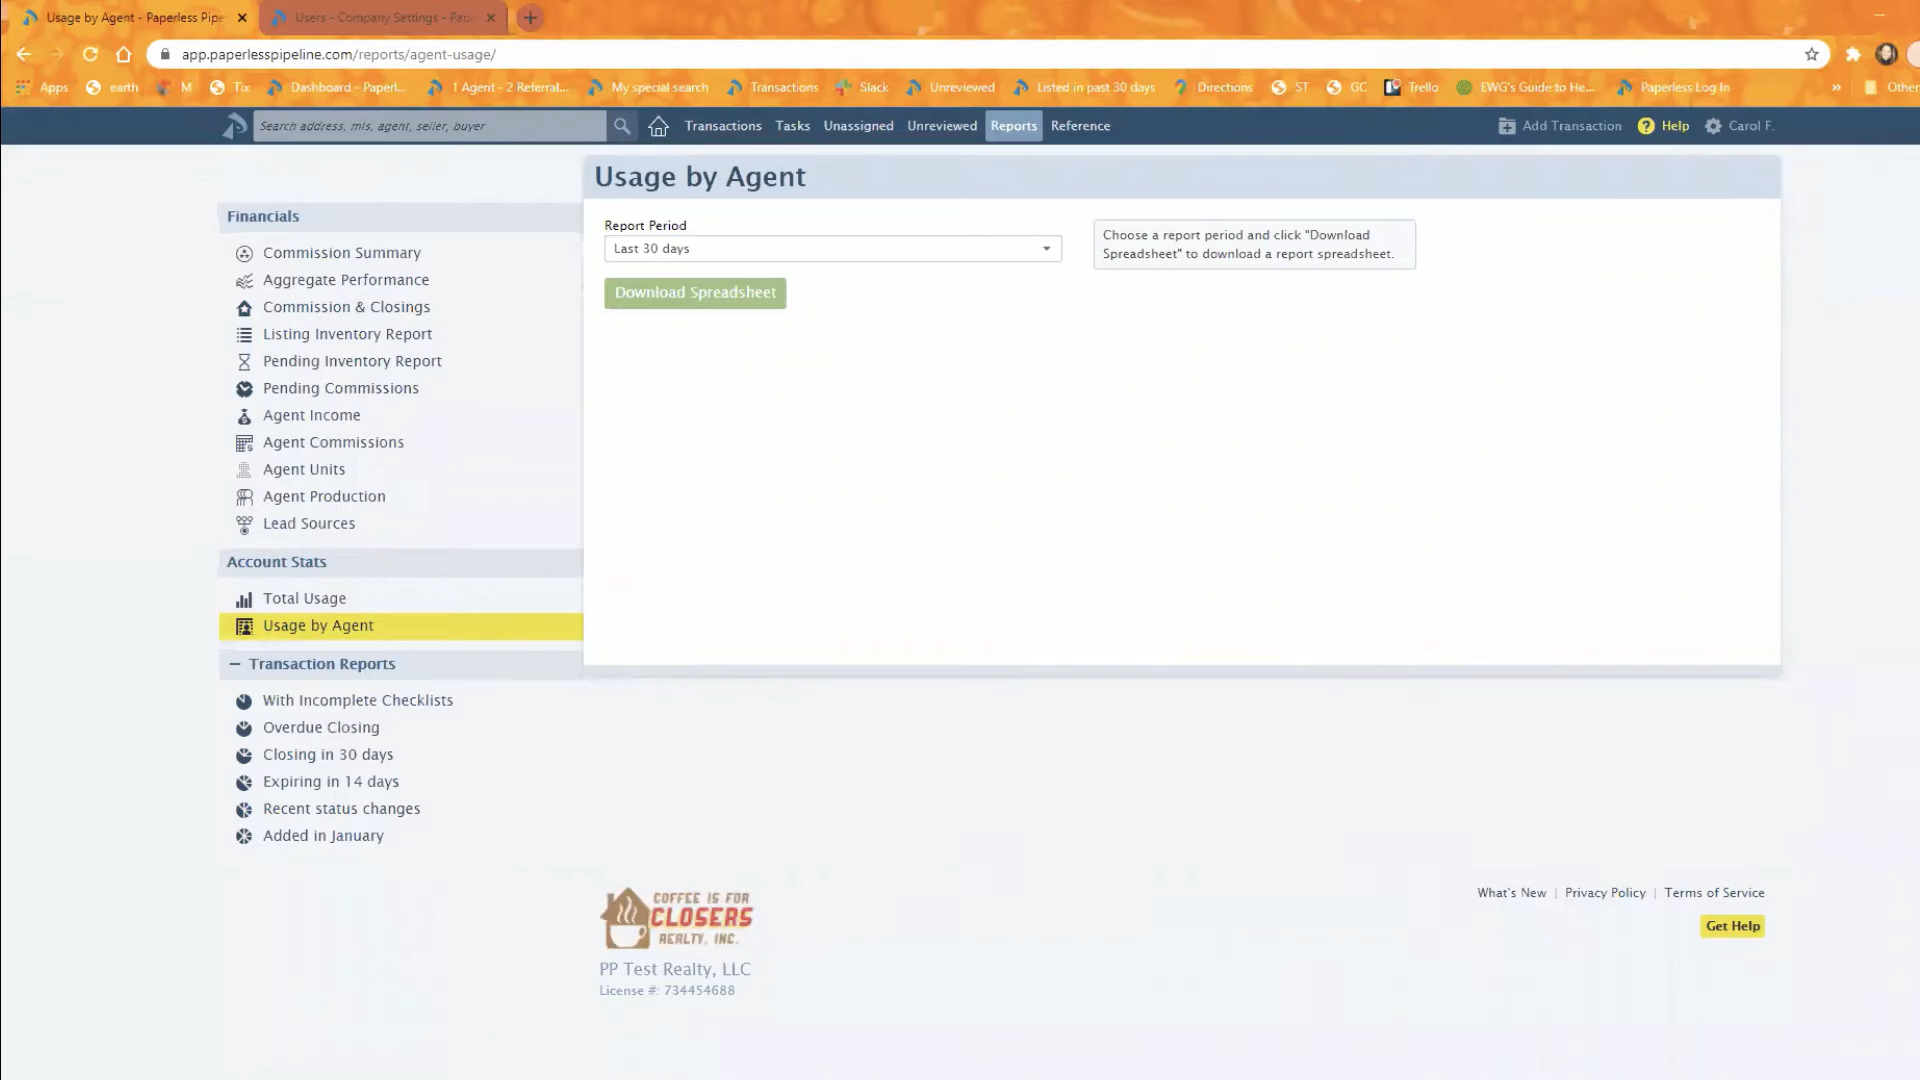 Usage by Agent - Paperless Pipe
Users - Company Settings - Pap
app.paperlesspipeline.com/reports/agent-usage/
Apps
earth
M
Tix
Dashboard - Paperl...
1 Agent - 2 Referral...
My special search
Transactions
Slack
Unreviewed
Listed in past 30 days
Directions
ST
GC
Trello
EWG's Guide to He...
Paperless Log In
»
Other
Search address, mls, agent, seller, buyer
Transactions
Tasks
Unassigned
Unreviewed
Reports
Reference
Add Transaction
Help
Carol F.
Financials
Commission Summary
Aggregate Performance
Commission & Closings
Listing Inventory Report
Pending Inventory Report
Pending Commissions
Agent Income
Agent Commissions
Agent Units
Agent Production
Lead Sources
Account Stats
Total Usage
Usage by Agent
Transaction Reports
With Incomplete Checklists
Overdue Closing
Closing in 30 days
Expiring in 14 days
Recent status changes
Added in January
Usage by Agent
Report Period
Last 30 days
Download Spreadsheet
Choose a report period and click "Download
Spreadsheet" to download a report spreadsheet.
COFFEE IS FOR
CLOSERS
REALTY, INC.
PP Test Realty, LLC
License #: 734454688
What's New | Privacy Policy | Terms of Service
Get Help